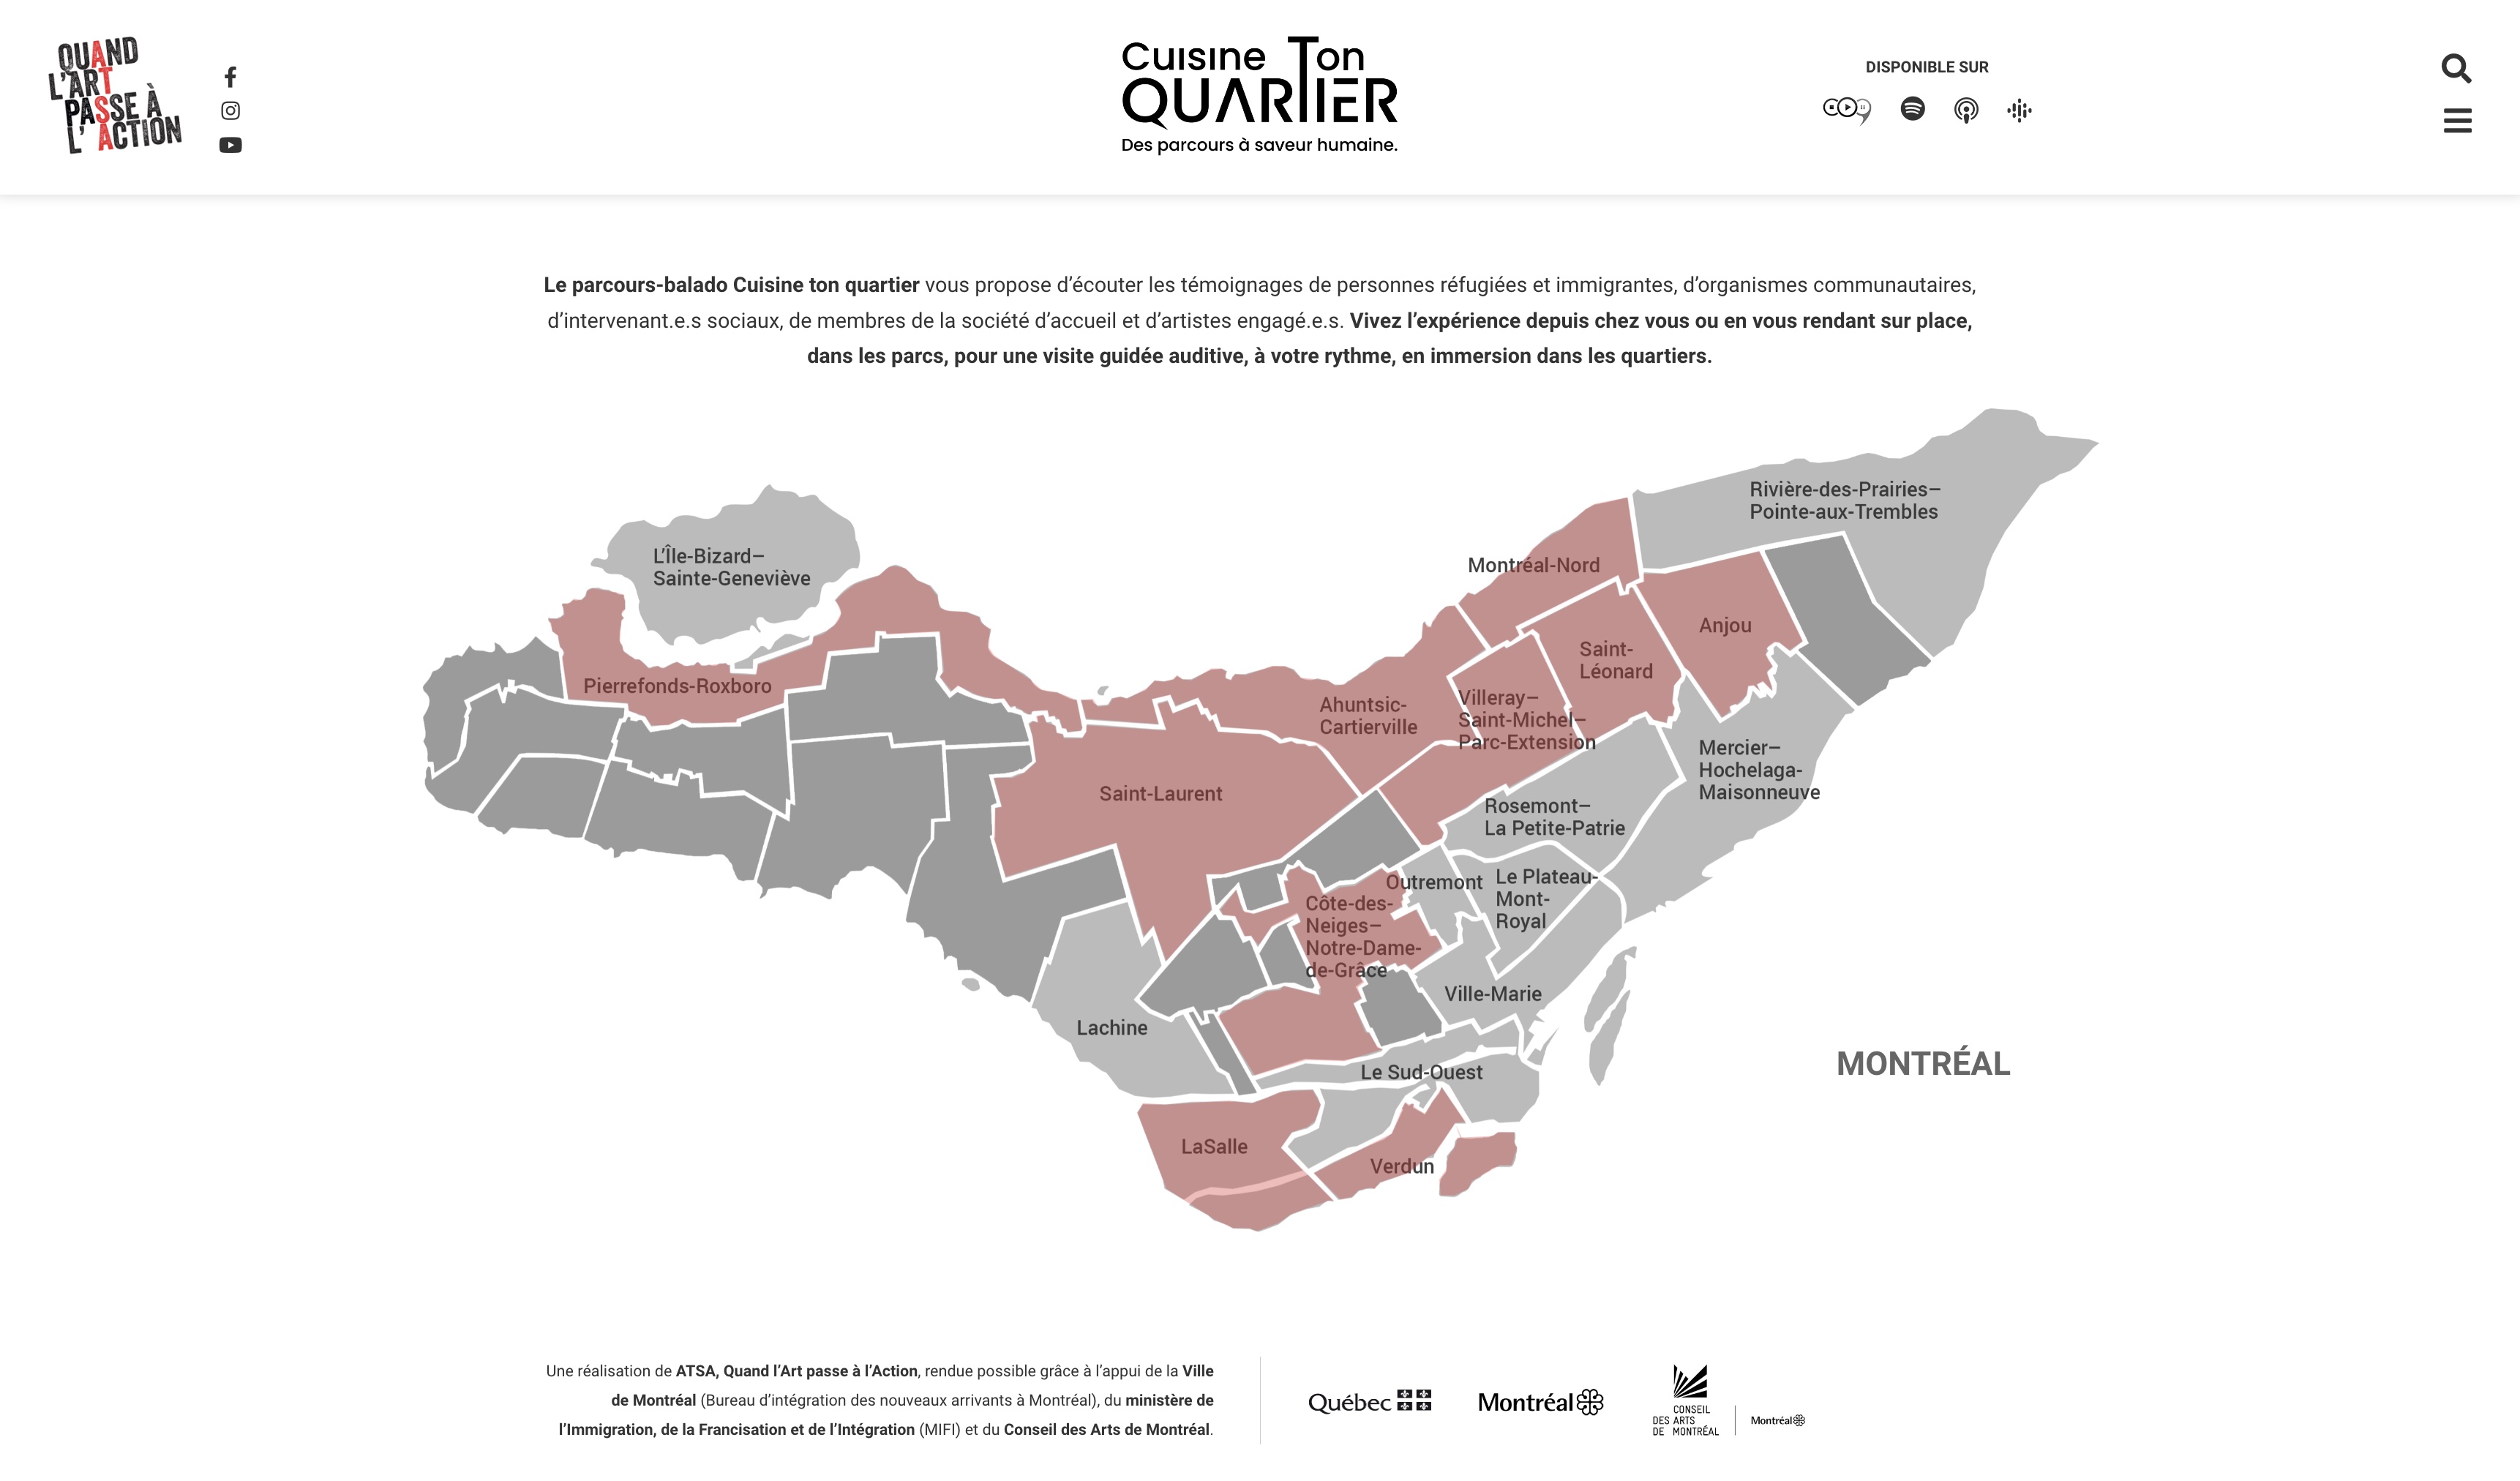 QUAND
L'ART
PASSE À
L'ACTION
Cuisine Ton
QUARTIER
Des parcours à saveur humaine.
DISPONIBLE SUR
Le parcours-balado Cuisine ton quartier vous propose d’écouter les témoignages de personnes réfugiées et immigrantes, d’organismes communautaires,
d’intervenant.e.s sociaux, de membres de la société d’accueil et d’artistes engagé.e.s. Vivez l’expérience depuis chez vous ou en vous rendant sur place,
dans les parcs, pour une visite guidée auditive, à votre rythme, en immersion dans les quartiers.
Rivière-des-Prairies–
Pointe-aux-Trembles
L’Île-Bizard–
Sainte-Geneviève
Montréal-Nord
Anjou
Saint-
Léonard
Pierrefonds-Roxboro
Ahuntsic-
Cartierville
Villeray–
Saint-Michel–
Parc-Extension
Mercier–
Hochelaga-
Maisonneuve
Saint-Laurent
Rosemont–
La Petite-Patrie
Outremont
Le Plateau-
Mont-
Royal
Côte-des-
Neiges–
Notre-Dame-
de-Grâce
Ville-Marie
Lachine
MONTRÉAL
Le Sud-Ouest
LaSalle
Verdun
Une réalisation de ATSA, Quand l’Art passe à l’Action, rendue possible grâce à l’appui de la Ville
de Montréal (Bureau d’intégration des nouveaux arrivants à Montréal), du ministère de
l’Immigration, de la Francisation et de l’Intégration (MIFI) et du Conseil des Arts de Montréal.
Québec
Montréal
CONSEIL
DES ARTS
DE MONTRÉAL
Montréal